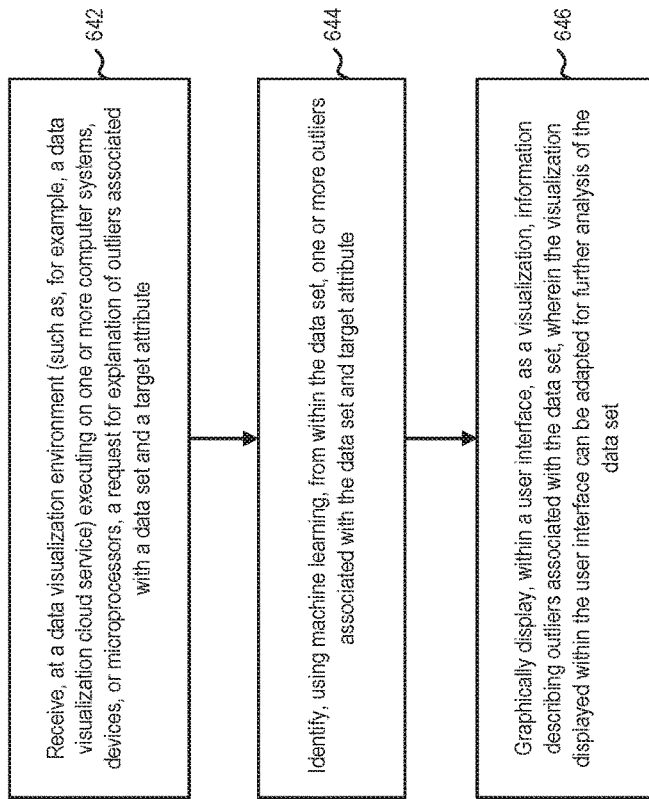 Receive, at a data visualization environment (such as, for example, a data
visualization cloud service) executing on one or more computer systems,
devices, or microprocessors, a request for explanation of outliers associated
with a data set and a target attribute
642
Identify, using machine learning, from within the data set, one or more outliers
associated with the data set and target attribute
644
Graphically display, within a user interface, as a visualization, information
describing outliers associated with the data set, wherein the visualization
displayed within the user interface can be adapted for further analysis of the
data set
646